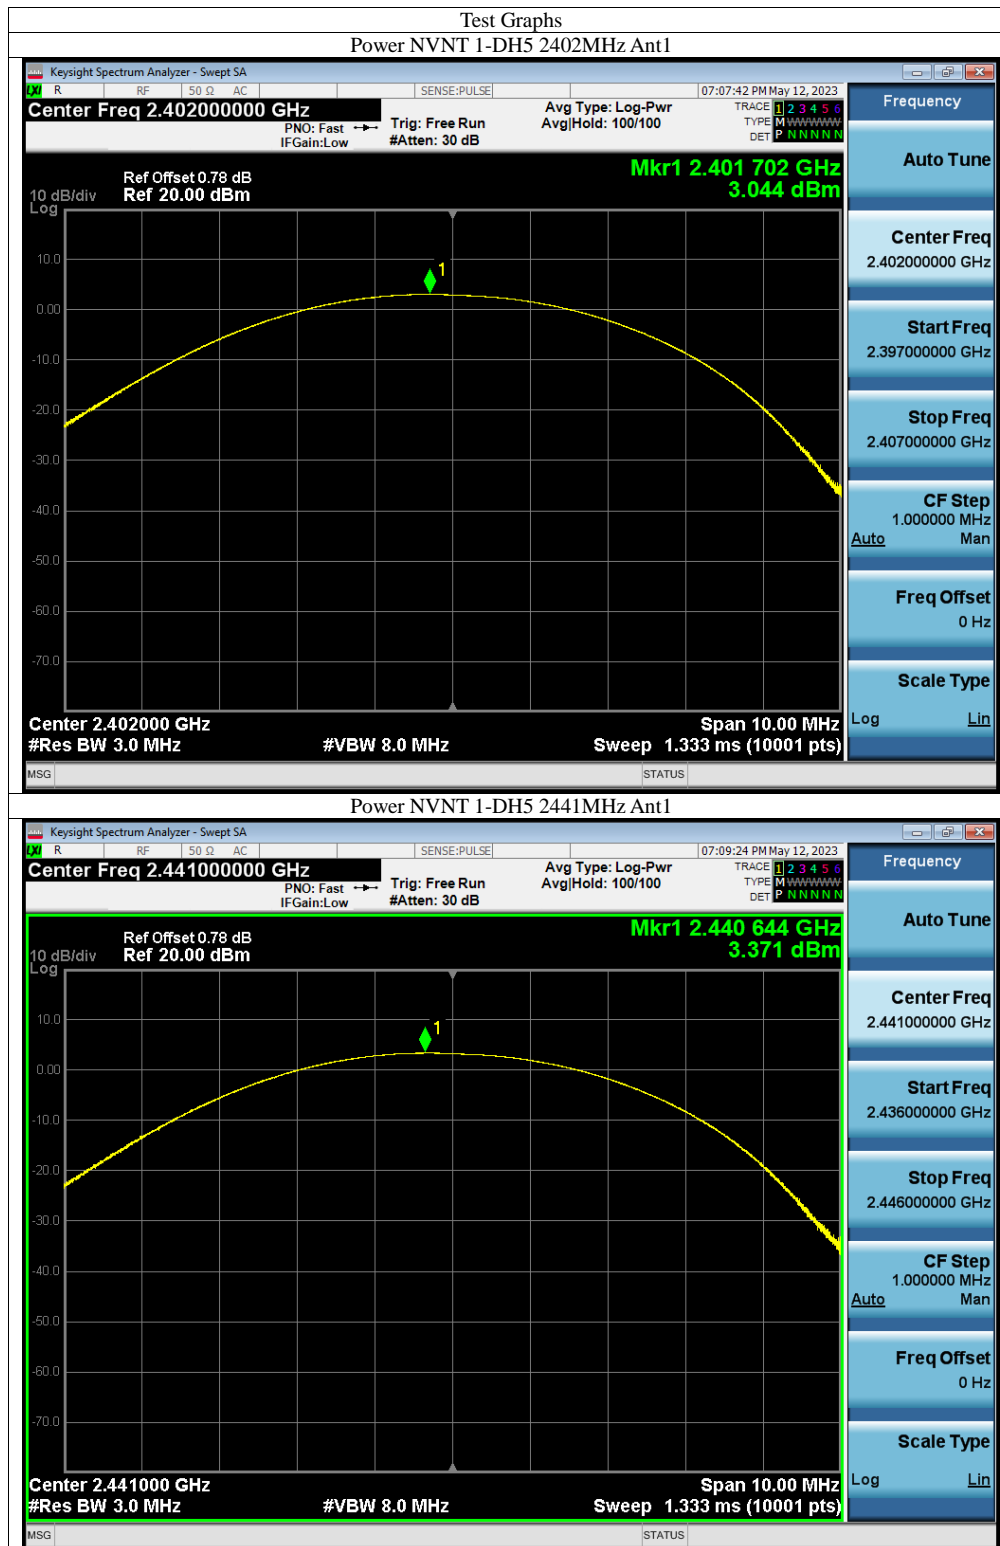 Test Graphs
Power NVNT 1-DH5 2402MHz Ant1
Keysight Spectrum Analyzer - Swept SA
LXI R RF 50 Ω AC SENSE:PULSE 07:07:42 PM May 12, 2023
Center Freq 2.402000000 GHz
PNO: Fast
IFGain:Low
Trig: Free Run
#Atten: 30 dB
Avg Type: Log-Pwr
Avg|Hold: 100/100
TRACE 1 2 3 4 5 6
TYPE M WWWWW
DET P N N N N N
Mkr1 2.401 702 GHz
3.044 dBm
Ref Offset 0.78 dB
10 dB/div Ref 20.00 dBm
Log
1
10.0
0.00
-10.0
-20.0
-30.0
-40.0
-50.0
-60.0
-70.0
Center 2.402000 GHz Span 10.00 MHz
#Res BW 3.0 MHz #VBW 8.0 MHz Sweep 1.333 ms (10001 pts)
MSG STATUS
Frequency
Auto Tune
Center Freq
2.402000000 GHz
Start Freq
2.397000000 GHz
Stop Freq
2.407000000 GHz
CF Step
1.000000 MHz
Auto Man
Freq Offset
0 Hz
Scale Type
Log Lin
Power NVNT 1-DH5 2441MHz Ant1
Keysight Spectrum Analyzer - Swept SA
LXI R RF 50 Ω AC SENSE:PULSE 07:09:24 PM May 12, 2023
Center Freq 2.441000000 GHz
PNO: Fast
IFGain:Low
Trig: Free Run
#Atten: 30 dB
Avg Type: Log-Pwr
Avg|Hold: 100/100
TRACE 1 2 3 4 5 6
TYPE M WWWWW
DET P N N N N N
Mkr1 2.440 644 GHz
3.371 dBm
Ref Offset 0.78 dB
10 dB/div Ref 20.00 dBm
Log
1
10.0
0.00
-10.0
-20.0
-30.0
-40.0
-50.0
-60.0
-70.0
Center 2.441000 GHz Span 10.00 MHz
#Res BW 3.0 MHz #VBW 8.0 MHz Sweep 1.333 ms (10001 pts)
MSG STATUS
Frequency
Auto Tune
Center Freq
2.441000000 GHz
Start Freq
2.436000000 GHz
Stop Freq
2.446000000 GHz
CF Step
1.000000 MHz
Auto Man
Freq Offset
0 Hz
Scale Type
Log Lin